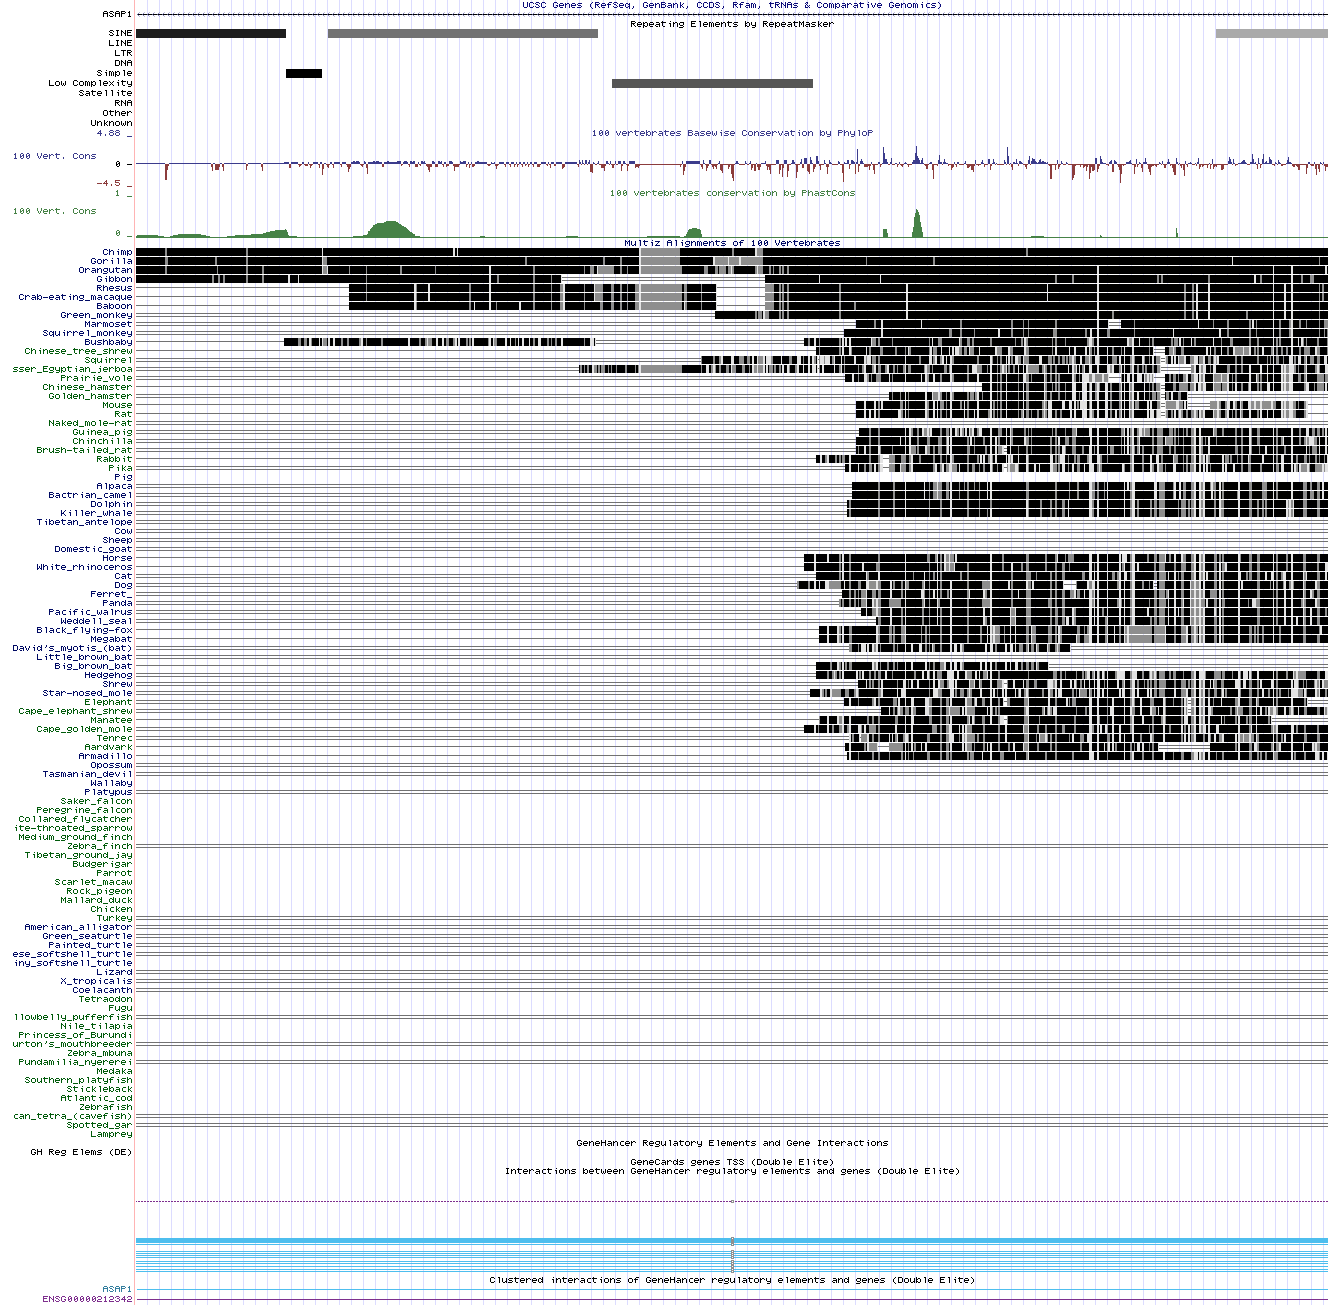 UCSC Genes (RefSeq, GenBank, CCDS, Rfam, tRNAs & Comparative Genomics)
ASAP1
Repeating Elements by RepeatMasker
SINE
LINE
LTR
DNA
Simple
Low Complexity
Satellite
RNA
Other
Unknown
4.88 _
100 vertebrates Basewise Conservation by PhyloP
100 Vert. Cons
0 _
-4.5 _
1 _
100 vertebrates conservation by PhastCons
100 Vert. Cons
0 _
Multiz Alignments of 100 Vertebrates
Chimp
Gorilla
Orangutan
Gibbon
Rhesus
Crab-eating_macaque
Baboon
Green_monkey
Marmoset
Squirrel_monkey
Bushbaby
Chinese_tree_shrew
Squirrel
sser_Egyptian_jerboa
Prairie_vole
Chinese_hamster
Golden_hamster
Mouse
Rat
Naked_mole-rat
Guinea_pig
Chinchilla
Brush-tailed_rat
Rabbit
Pika
Pig
Alpaca
Bactrian_camel
Dolphin
Killer_whale
Tibetan_antelope
Cow
Sheep
Domestic_goat
Horse
White_rhinoceros
Cat
Dog
Ferret_
Panda
Pacific_walrus
Weddell_seal
Black_flying-fox
Megabat
David's_myotis_(bat)
Little_brown_bat
Big_brown_bat
Hedgehog
Shrew
Star-nosed_mole
Elephant
Cape_elephant_shrew
Manatee
Cape_golden_mole
Tenrec
Aardvark
Armadillo
Opossum
Tasmanian_devil
Wallaby
Platypus
Saker_falcon
Peregrine_falcon
Collared_flycatcher
ite-throated_sparrow
Medium_ground_finch
Zebra_finch
Tibetan_ground_jay
Budgerigar
Parrot
Scarlet_macaw
Rock_pigeon
Mallard_duck
Chicken
Turkey
American_alligator
Green_seaturtle
Painted_turtle
ese_softshell_turtle
iny_softshell_turtle
Lizard
X_tropicalis
Coelacanth
Tetraodon
Fugu
llowbelly_pufferfish
Nile_tilapia
Princess_of_Burundi
urton's_mouthbreeder
Zebra_mbuna
Pundamilia_nyererei
Medaka
Southern_platyfish
Stickleback
Atlantic_cod
Zebrafish
can_tetra_(cavefish)
Spotted_gar
Lamprey
GeneHancer Regulatory Elements and Gene Interactions
GH Reg Elems (DE)
GeneCards genes TSS (Double Elite)
Interactions between GeneHancer regulatory elements and genes (Double Elite)
Clustered interactions of GeneHancer regulatory elements and genes (Double Elite)
ASAP1
ENSG00000212342